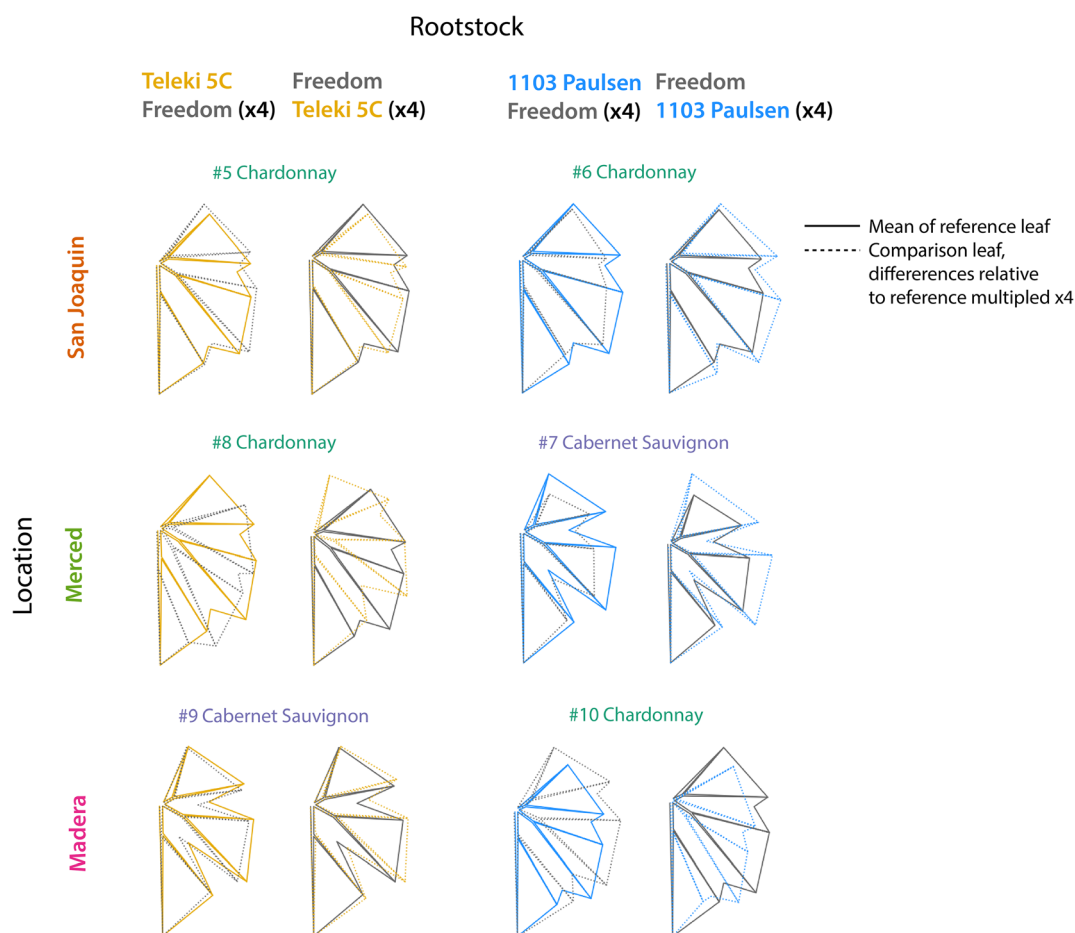 Rootstock
Teleki 5C
Freedom (x4)
Freedom
Teleki 5C (x4)
1103 Paulsen
Freedom (x4)
Freedom
1103 Paulsen (x4)
#5 Chardonnay
#6 Chardonnay
San Joaquin
Mean of reference leaf
Comparison leaf,
differerences relative
to reference multipled x4
#8 Chardonnay
#7 Cabernet Sauvignon
Location
Merced
#9 Cabernet Sauvignon
#10 Chardonnay
Madera